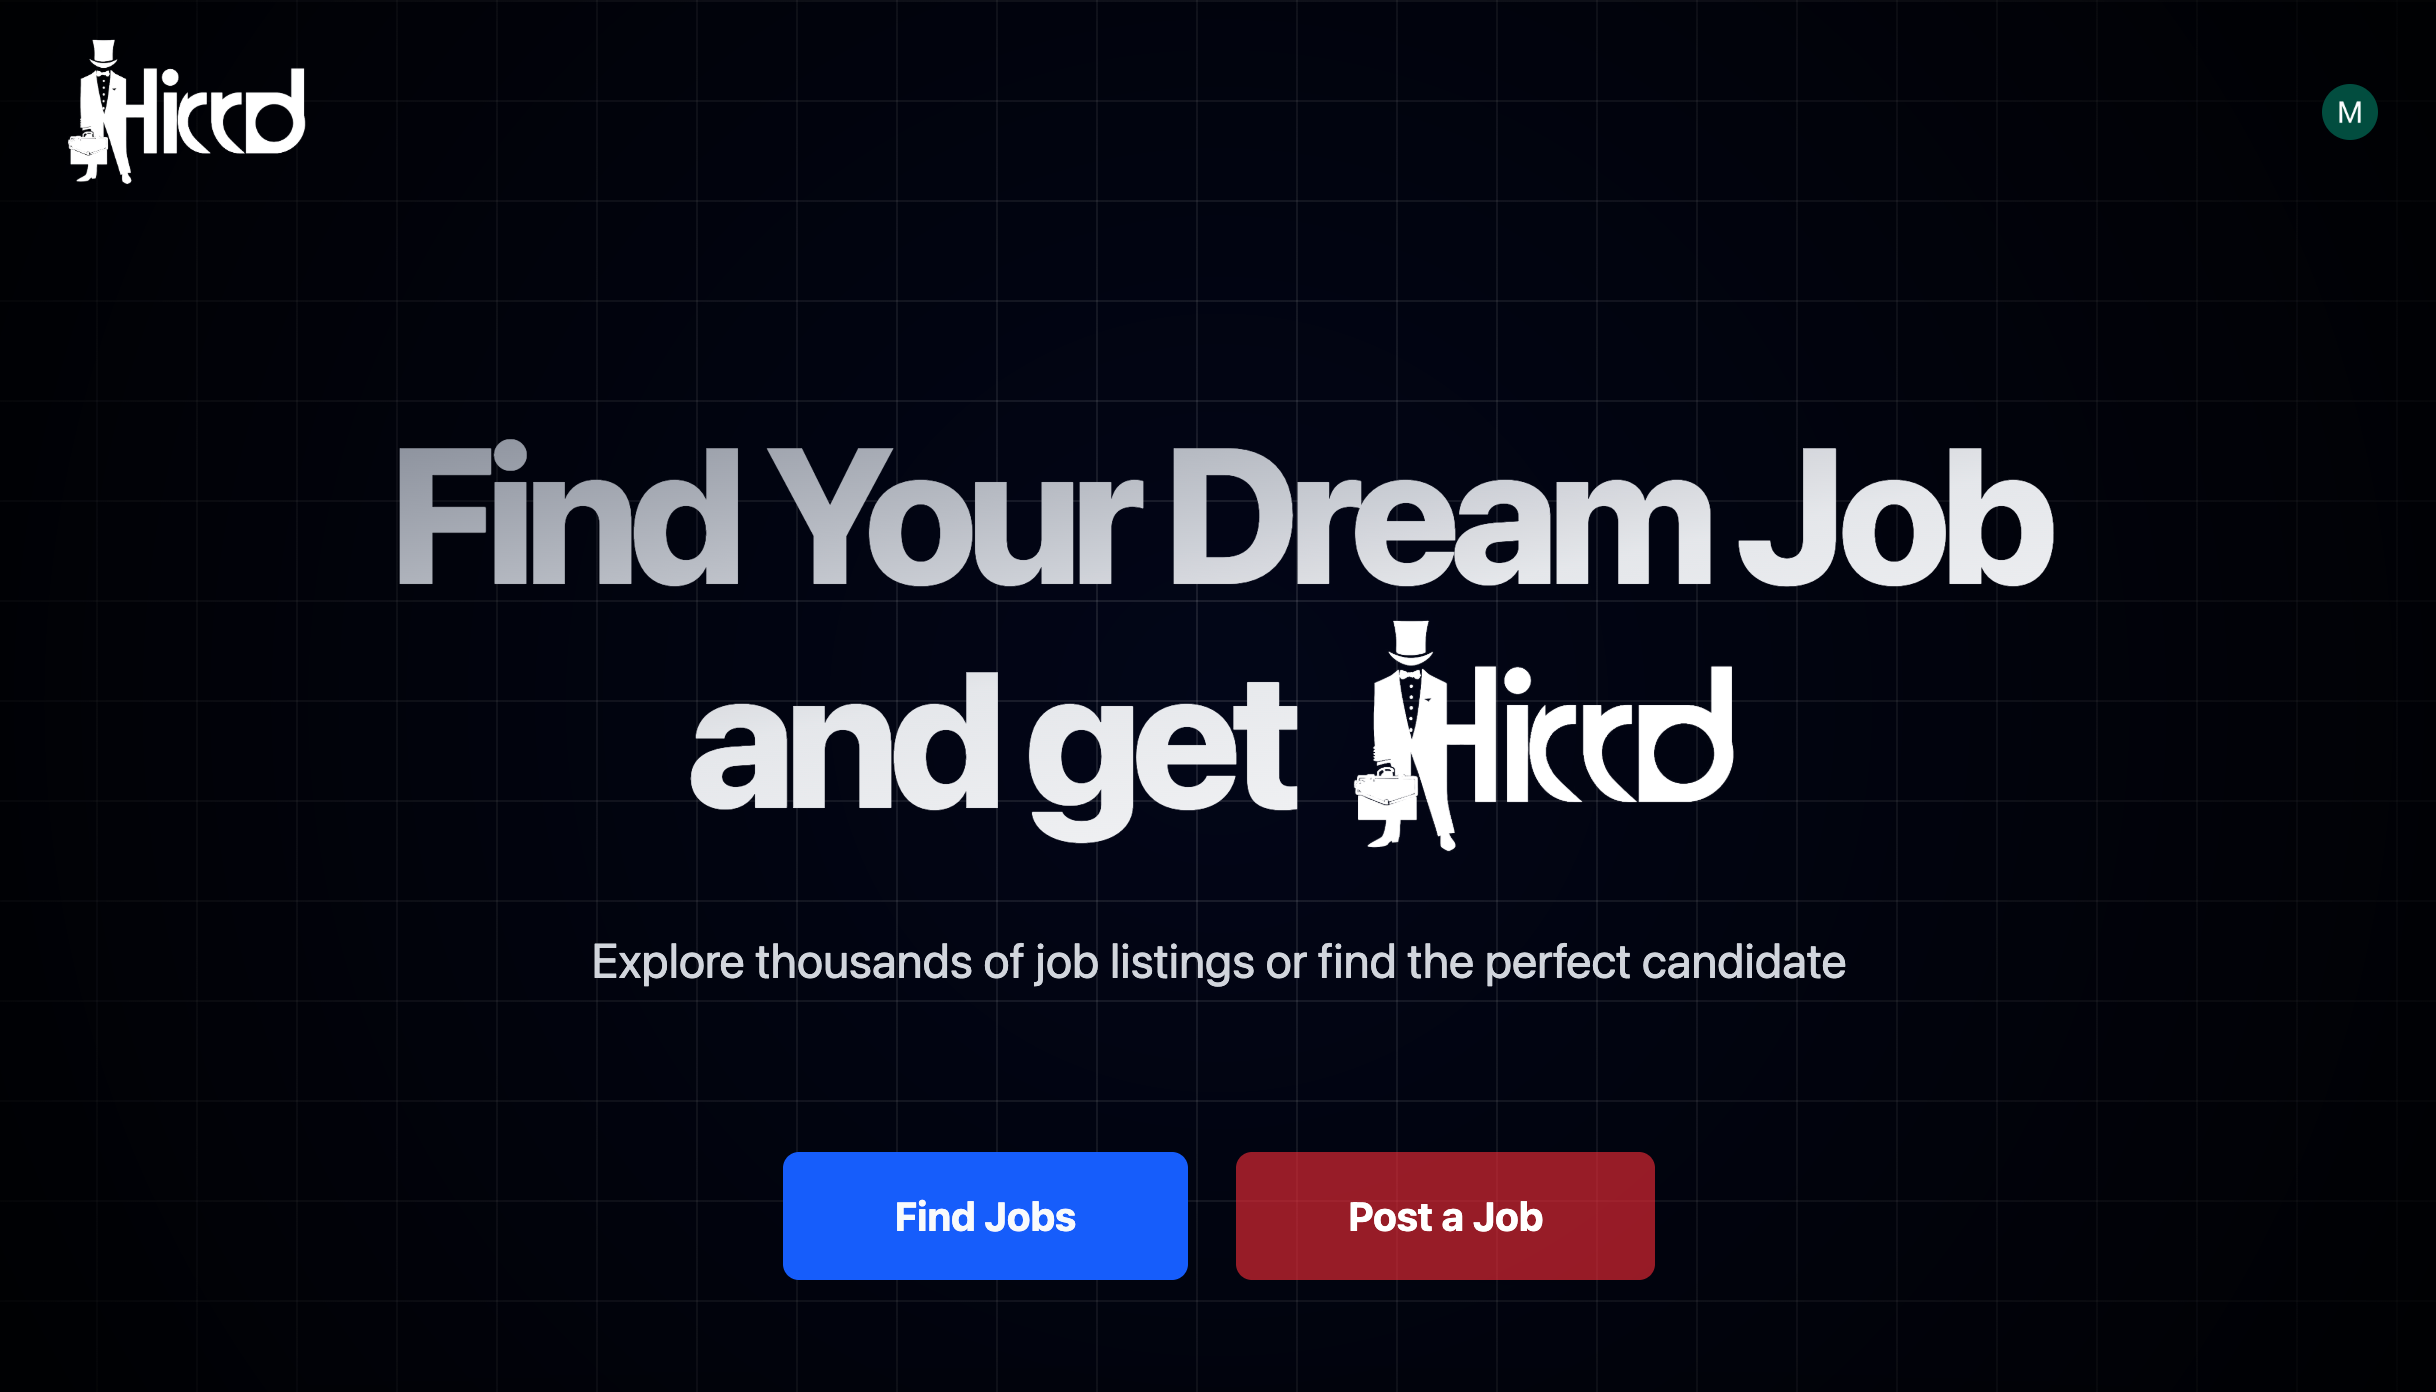 Hirrd
M
Find Your Dream Job
and get Hirrd
Explore thousands of job listings or find the perfect candidate
Find Jobs
Post a Job